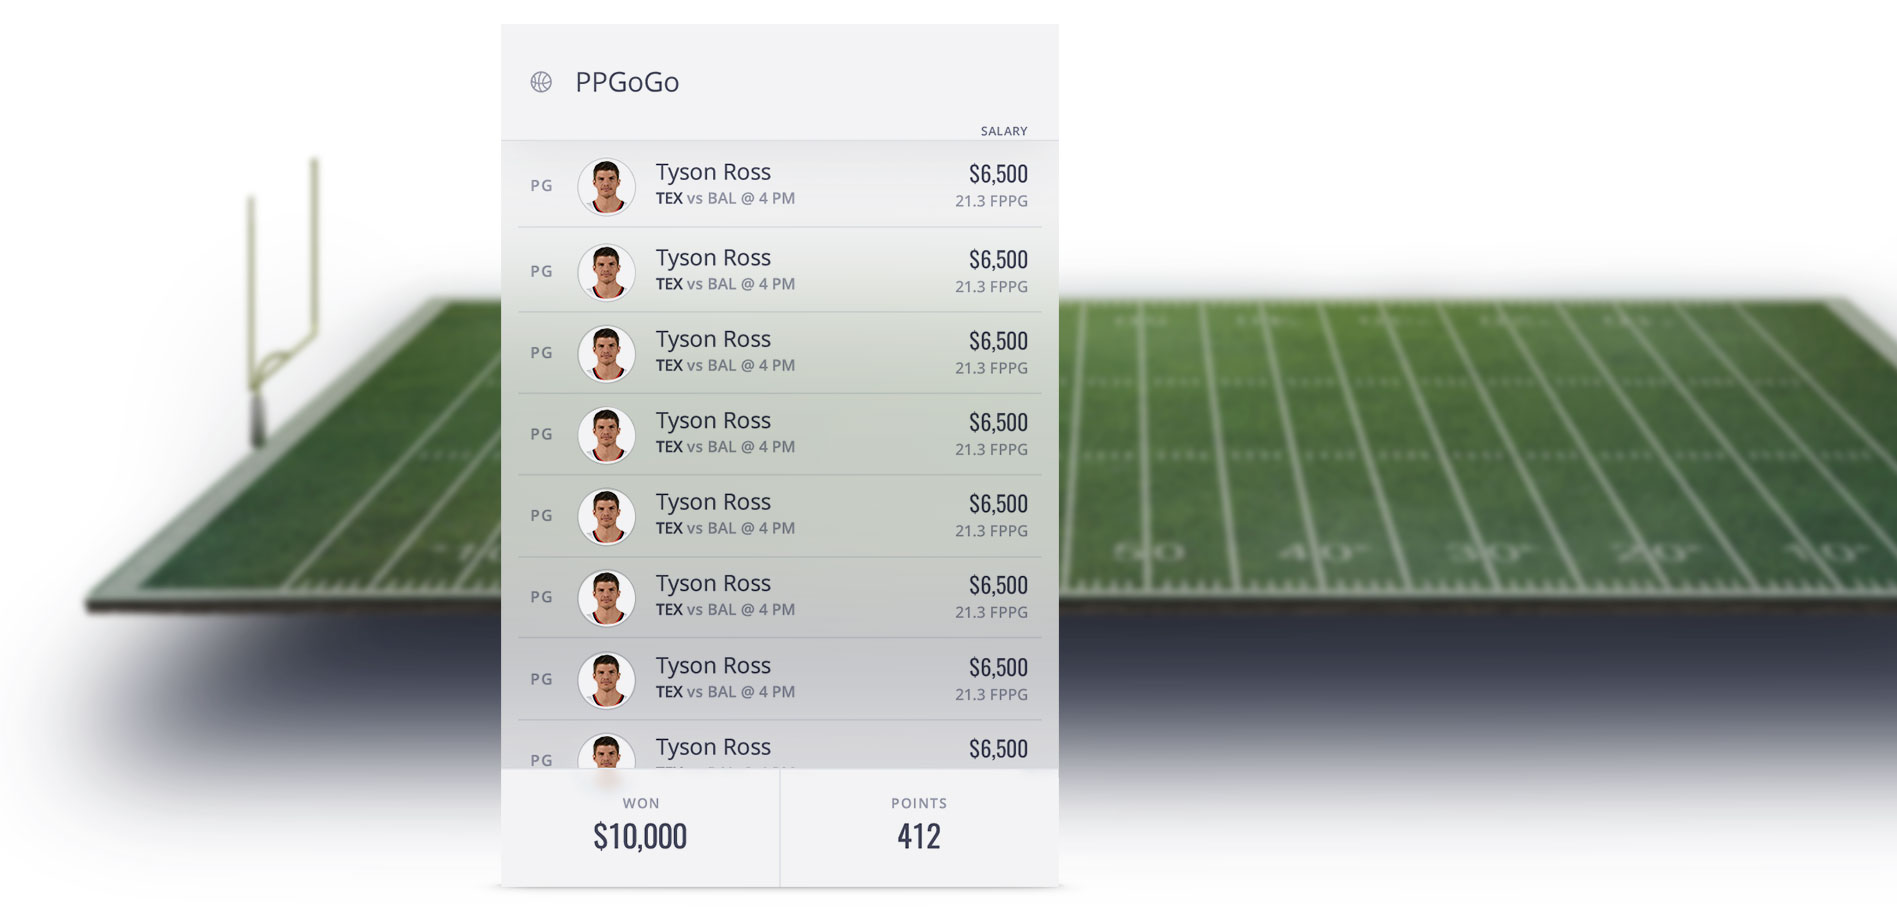 PPGoGo
SALARY
PG
Tyson Ross
$6,500
TEX vs BAL @ 4 PM
21.3 FPPG
PG
Tyson Ross
$6,500
TEX vs BAL @ 4 PM
21.3 FPPG
PG
Tyson Ross
$6,500
TEX vs BAL @ 4 PM
21.3 FPPG
PG
Tyson Ross
$6,500
TEX vs BAL @ 4 PM
21.3 FPPG
PG
Tyson Ross
$6,500
TEX vs BAL @ 4 PM
21.3 FPPG
PG
Tyson Ross
$6,500
TEX vs BAL @ 4 PM
21.3 FPPG
PG
Tyson Ross
$6,500
TEX vs BAL @ 4 PM
21.3 FPPG
PG
Tyson Ross
$6,500
WON
POINTS
$10,000
412
50 40 30 20 10